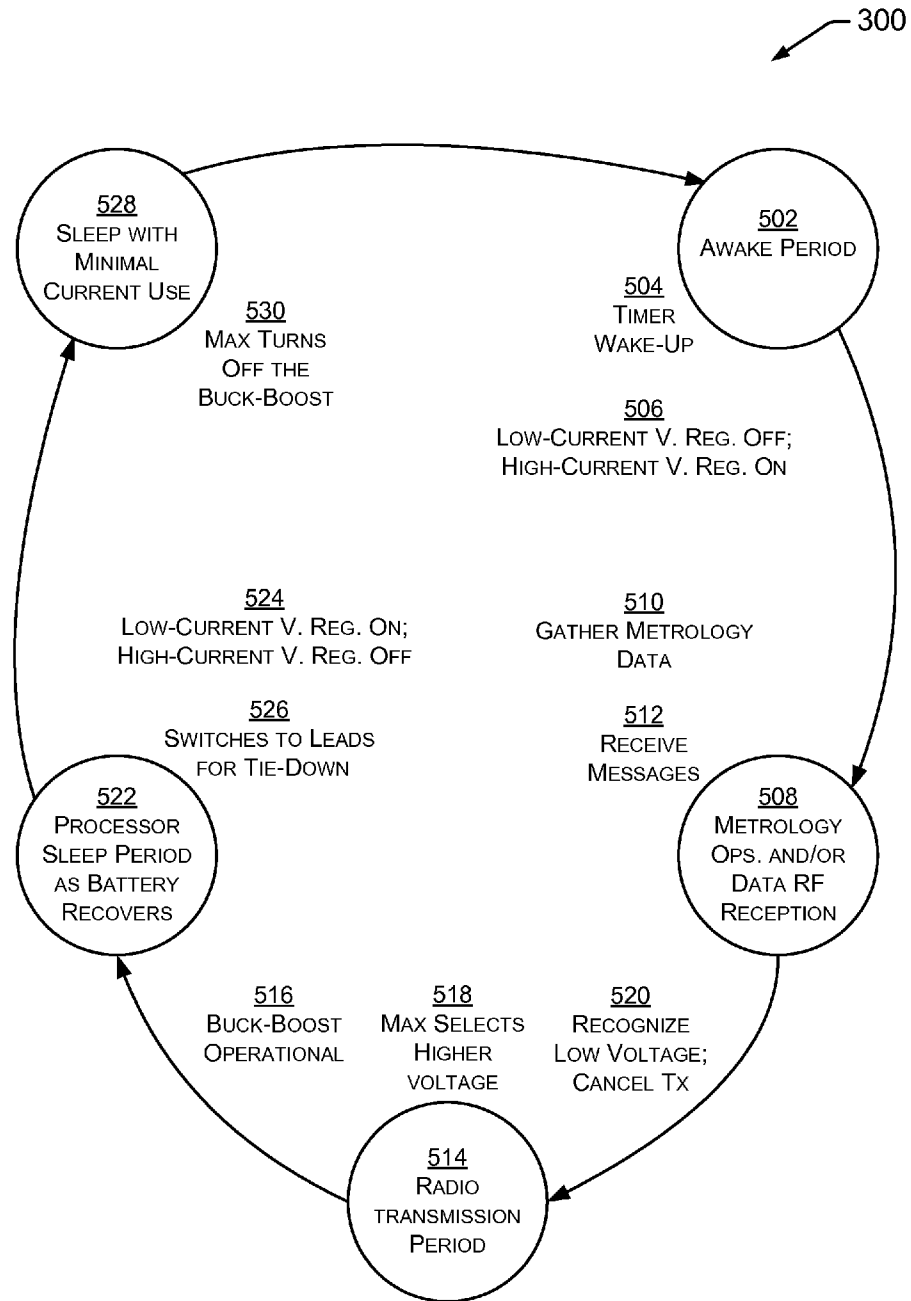 300
528
SLEEP WITH
MINIMAL
CURRENT USE
502
AWAKE PERIOD
530
MAX TURNS
OFF THE
BUCK-BOOST
504
TIMER
WAKE-UP
506
LOW-CURRENT V. REG. OFF;
HIGH-CURRENT V. REG. ON
524
LOW-CURRENT V. REG. ON;
HIGH-CURRENT V. REG. OFF
510
GATHER METROLOGY
DATA
526
SWITCHES TO LEADS
FOR TIE-DOWN
512
RECEIVE
MESSAGES
522
PROCESSOR
SLEEP PERIOD
AS BATTERY
RECOVERS
508
METROLOGY
OPS. AND/OR
DATA RF
RECEPTION
516
BUCK-BOOST
OPERATIONAL
518
MAX SELECTS
HIGHER
VOLTAGE
520
RECOGNIZE
LOW VOLTAGE;
CANCEL TX
514
RADIO
TRANSMISSION
PERIOD